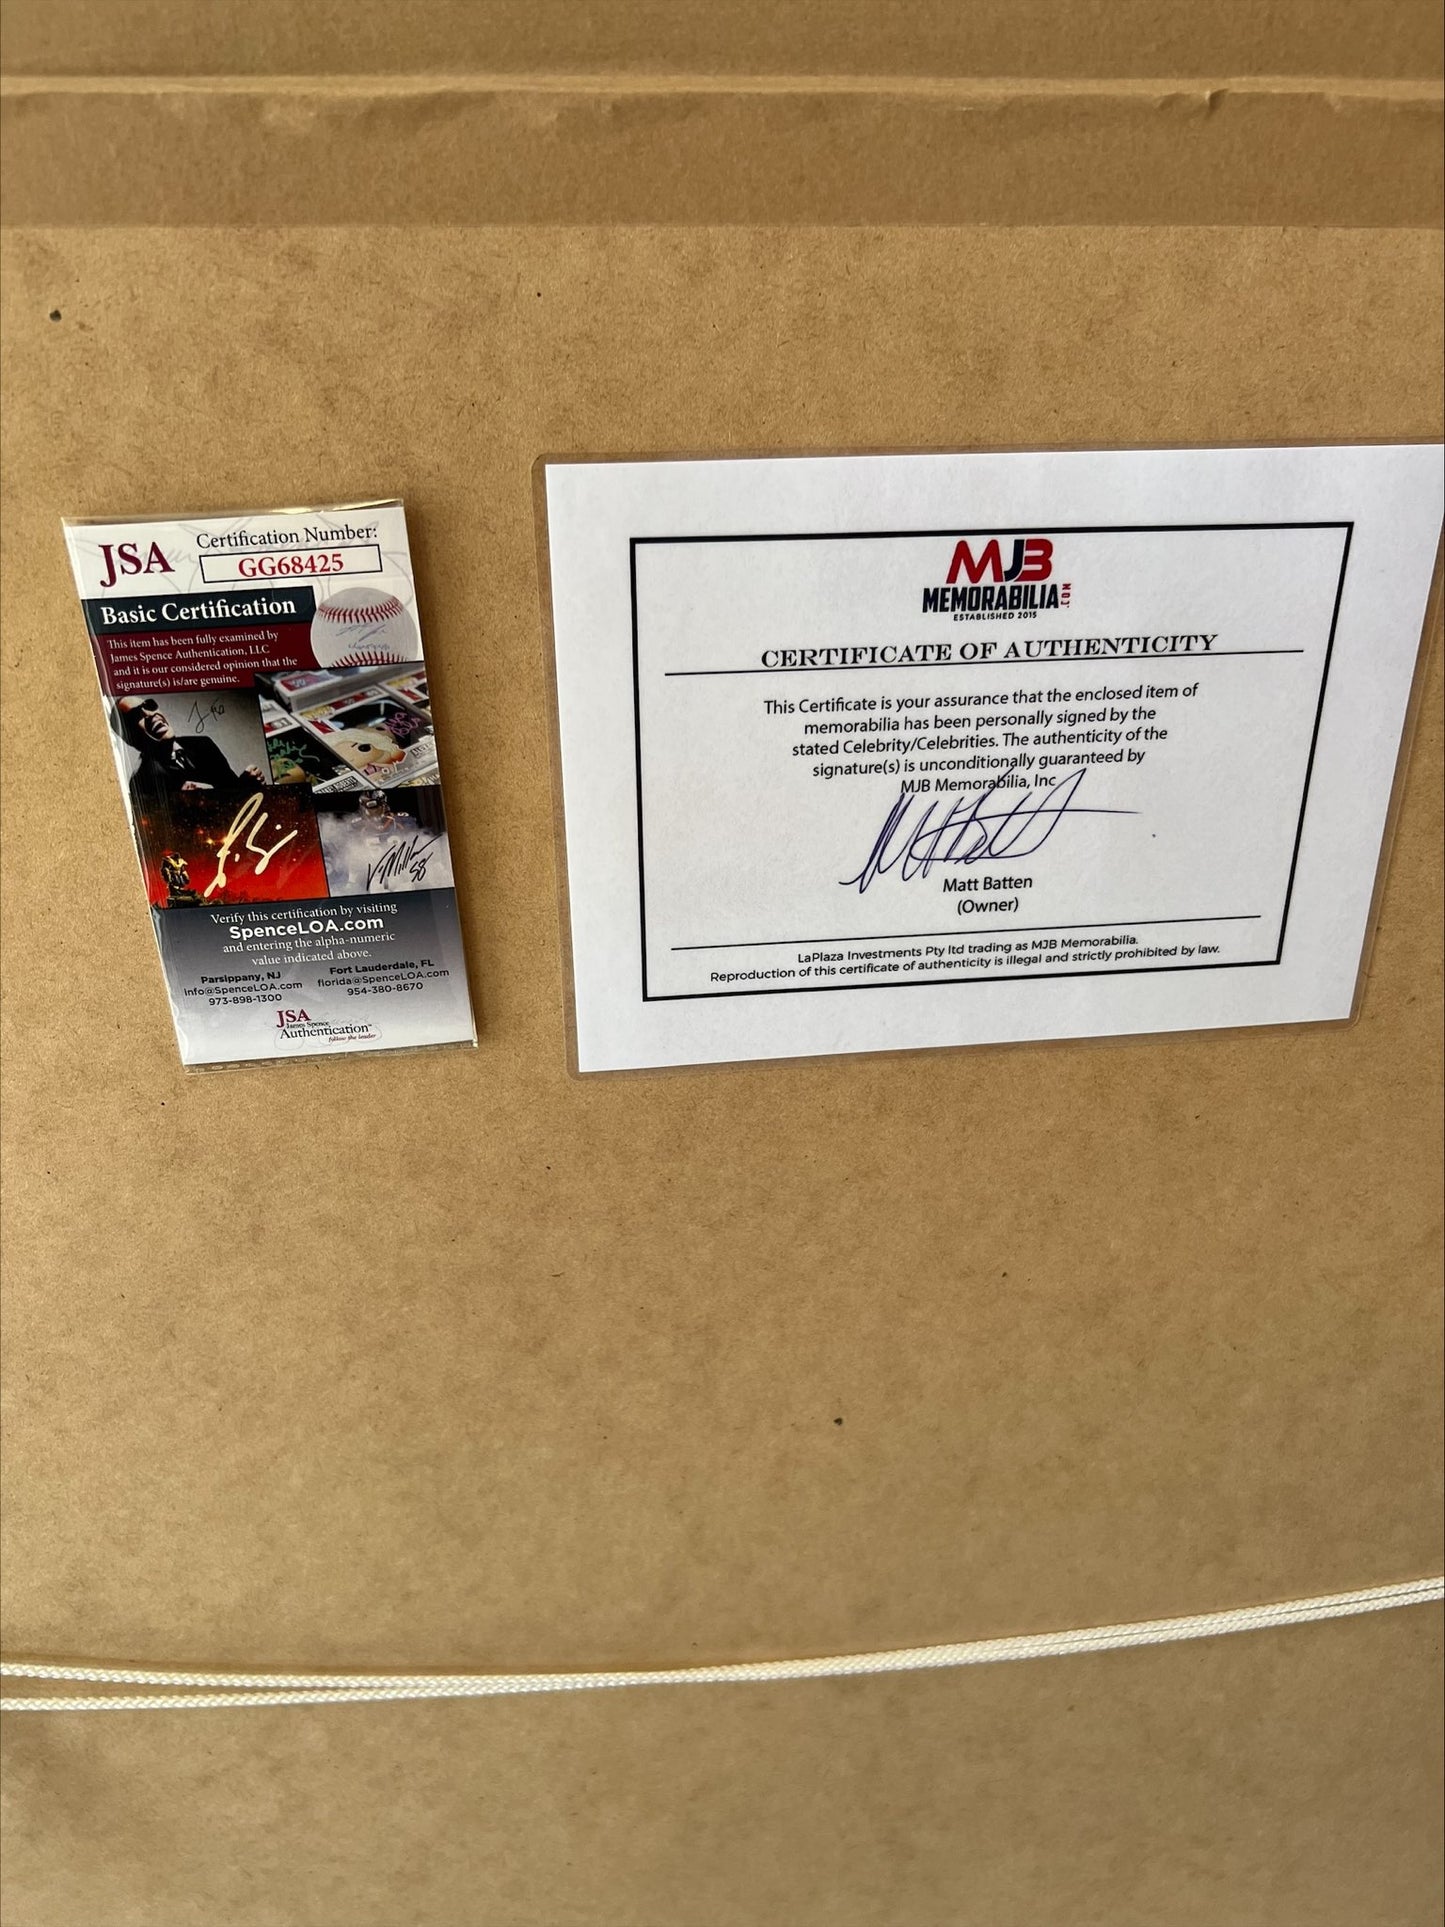 JSA
Certification Number:
GG68425
Basic Certification
This item has been fully examined by
James Spence Authentication, LLC
and it is our considered opinion that the
signature(s) is/are genuine.
Verify this certification by visiting
SpenceLOA.com
and entering the alpha-numeric
value indicated above.
Parsippany, NJ
info@SpenceLOA.com
973-898-1300
Fort Lauderdale, FL
florida@SpenceLOA.com
954-380-8670
JSA
James Spence
Authentication
follow the leader
MJB
MEMORABILIA
NO.1
ESTABLISHED 2015
CERTIFICATE OF AUTHENTICITY
This Certificate is your assurance that the enclosed item of
memorabilia has been personally signed by the
stated Celebrity/Celebrities. The authenticity of the
signature(s) is unconditionally guaranteed by
MJB Memorabilia, Inc
Matt Batten
(Owner)
LaPlaza Investments Pty ltd trading as MJB Memorabilia.
Reproduction of this certificate of authenticity is illegal and strictly prohibited by law.